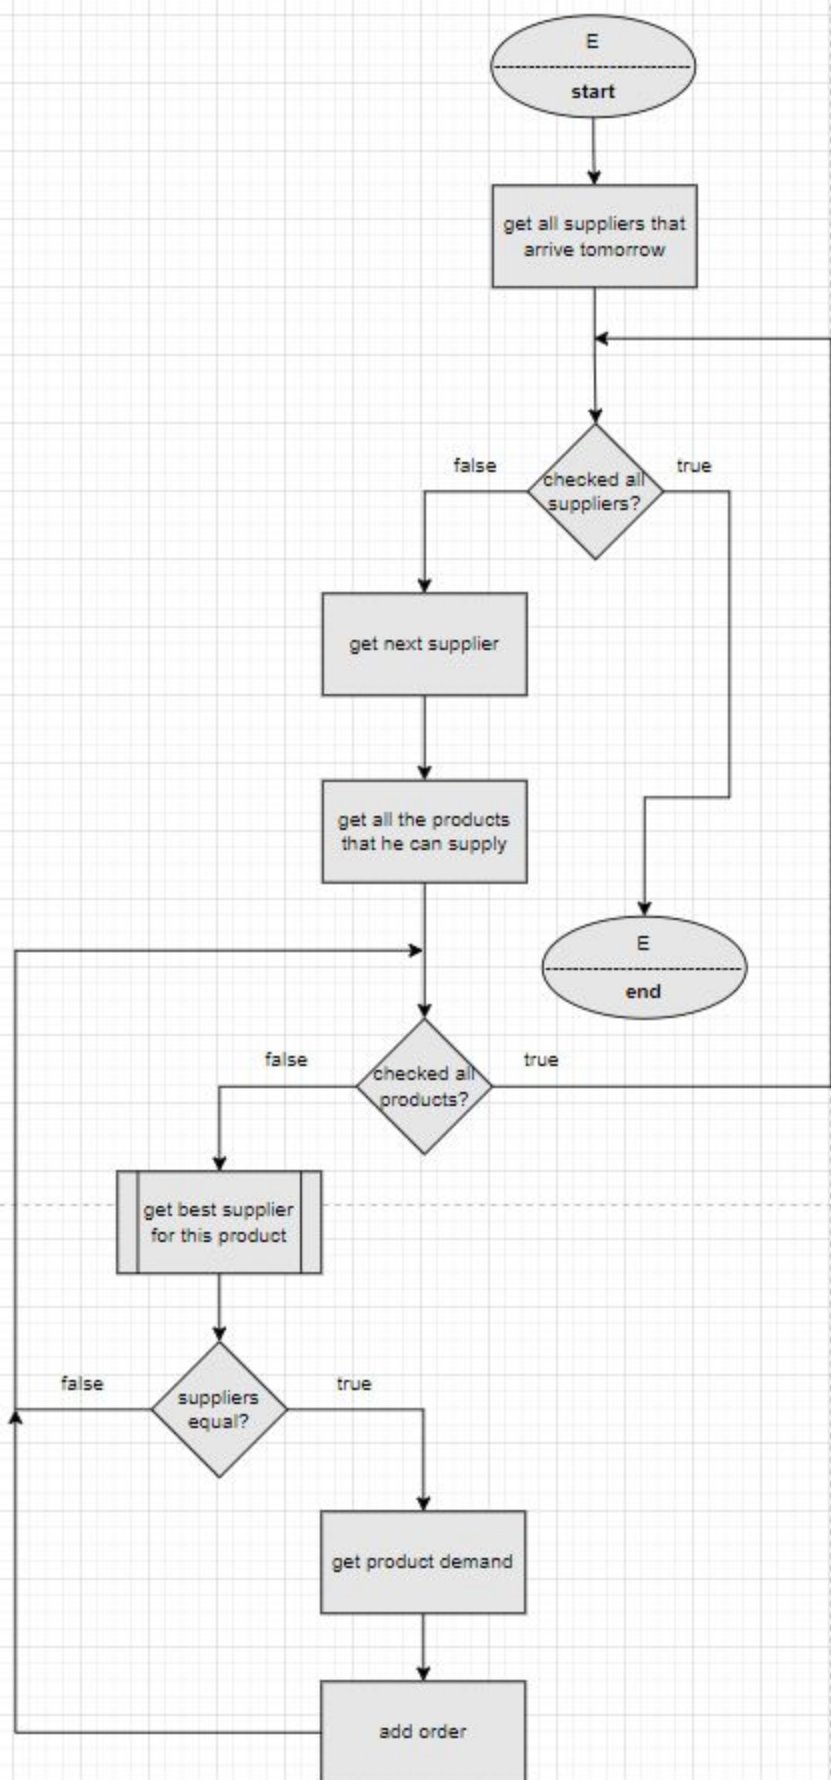 E
start
get all suppliers that
arrive tomorrow
false
true
checked all
suppliers?
get next supplier
get all the products
that he can supply
E
end
false
true
checked all
products?
get best supplier
for this product
false
true
suppliers
equal?
get product demand
add order